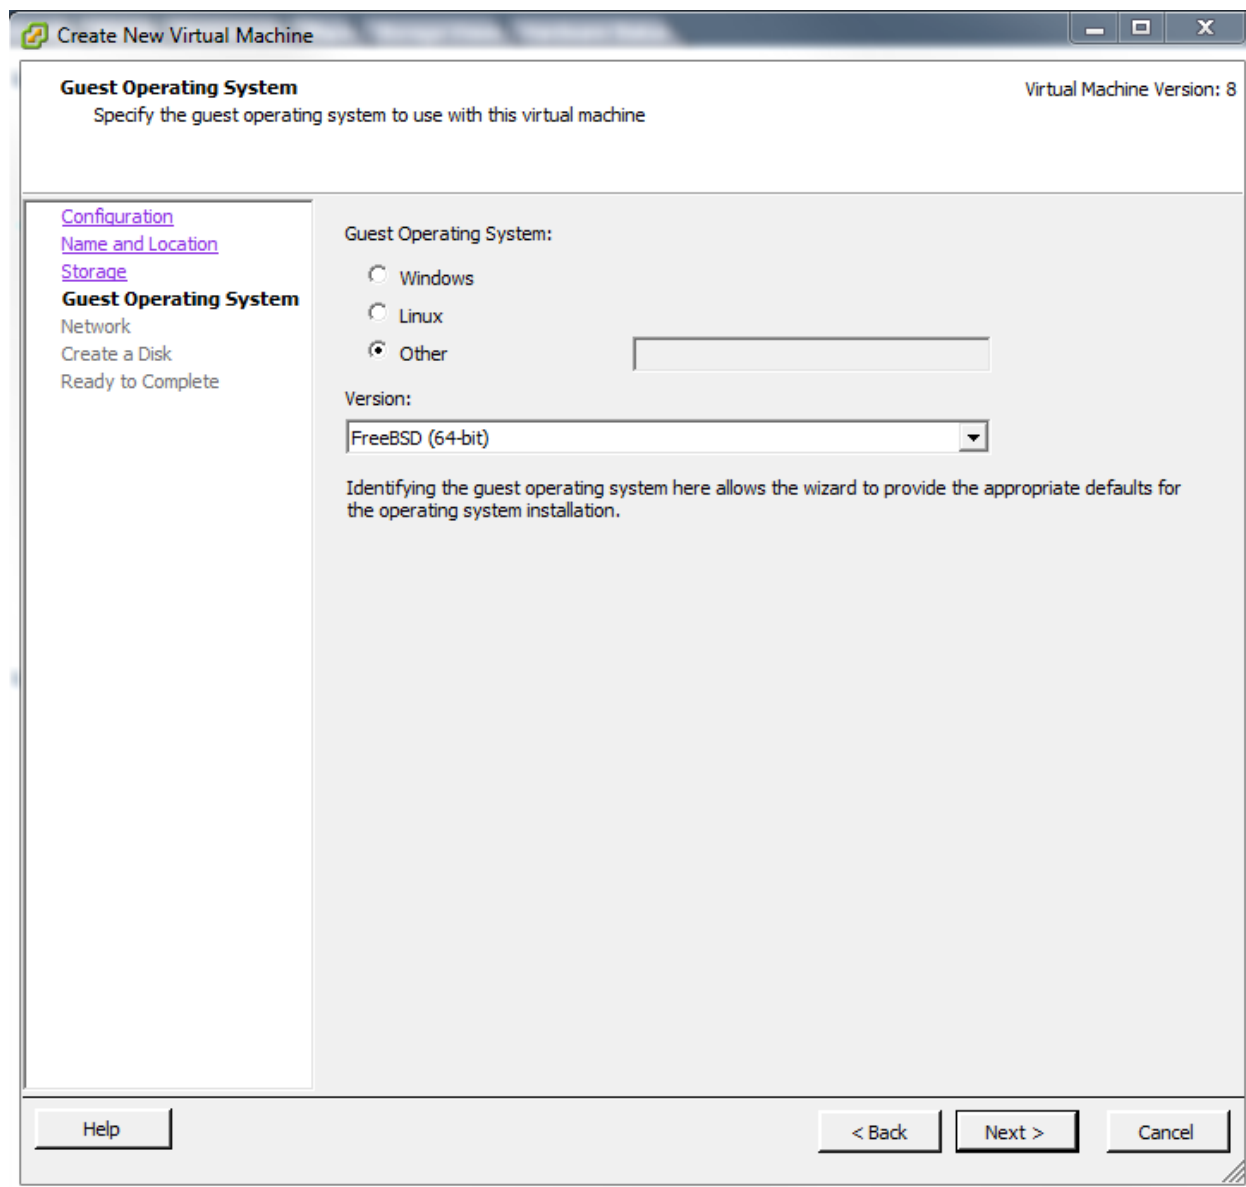 Create New Virtual Machine
Guest Operating System
Virtual Machine Version: 8
Specify the guest operating system to use with this virtual machine
Configuration
Name and Location
Storage
Guest Operating System
Network
Create a Disk
Ready to Complete
Guest Operating System:
Windows
Linux
Other
Version:
FreeBSD (64-bit)
Identifying the guest operating system here allows the wizard to provide the appropriate defaults for
the operating system installation.
Help
< Back
Next >
Cancel